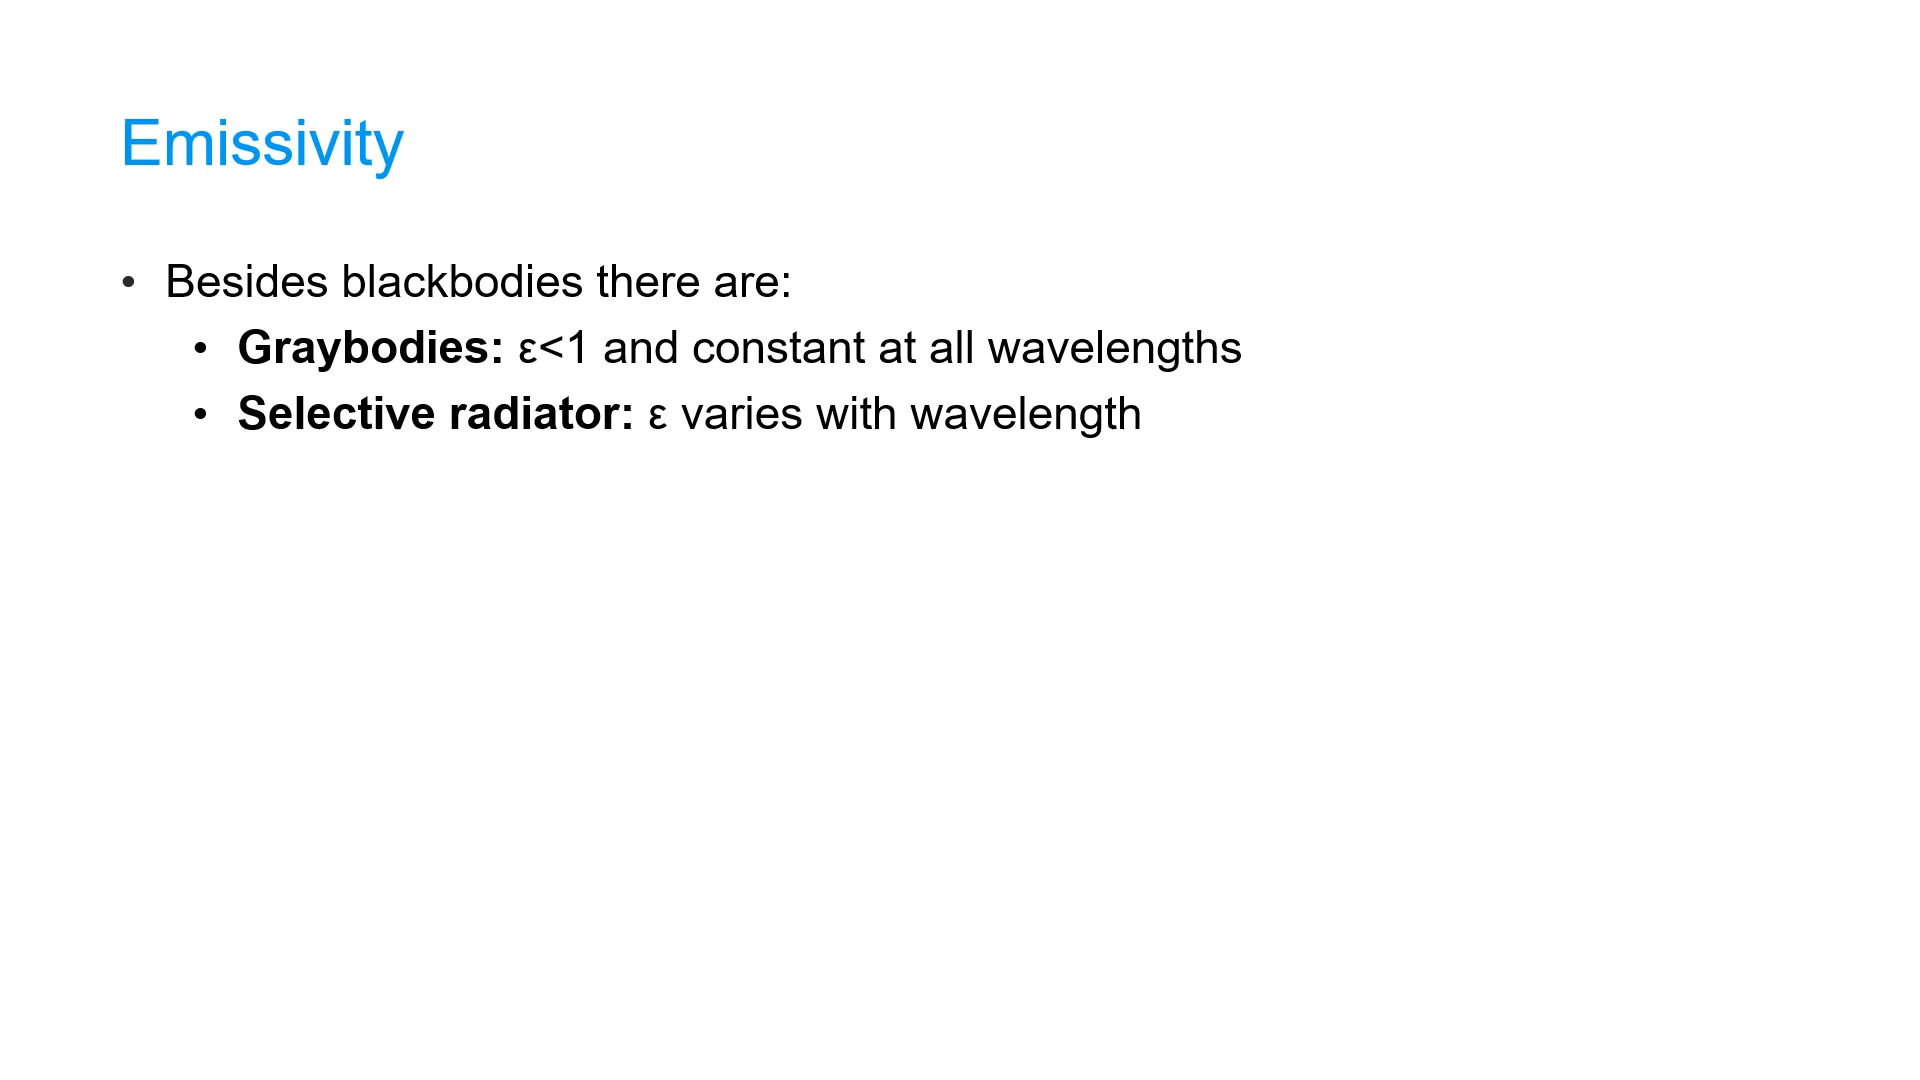 Emissivity
• Besides blackbodies there are:
• Graybodies: ε<1 and constant at all wavelengths
• Selective radiator: ε varies with wavelength